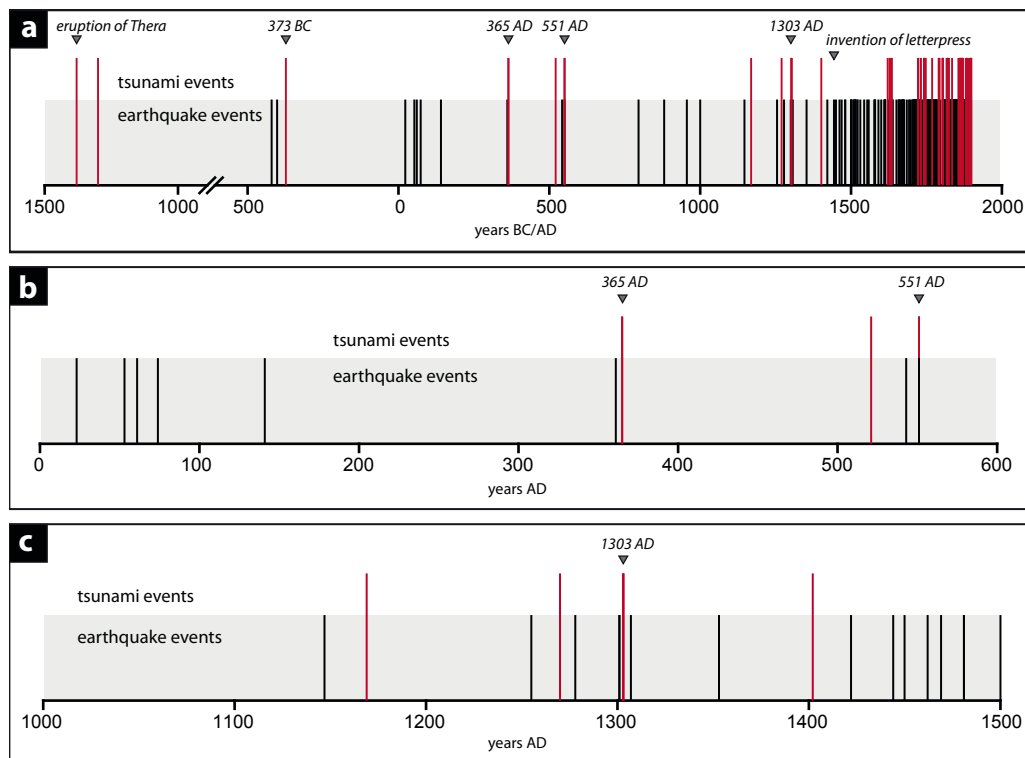 a
eruption of Thera 373 BC 365 AD 551 AD 1303 AD invention of letterpress
tsunami events
earthquake events
1500 1000 500 0 500 1000 1500 2000
years BC/AD
b
365 AD 551 AD
tsunami events
earthquake events
0 100 200 300 400 500 600
years AD
c
1303 AD
tsunami events
earthquake events
1000 1100 1200 1300 1400 1500
years AD